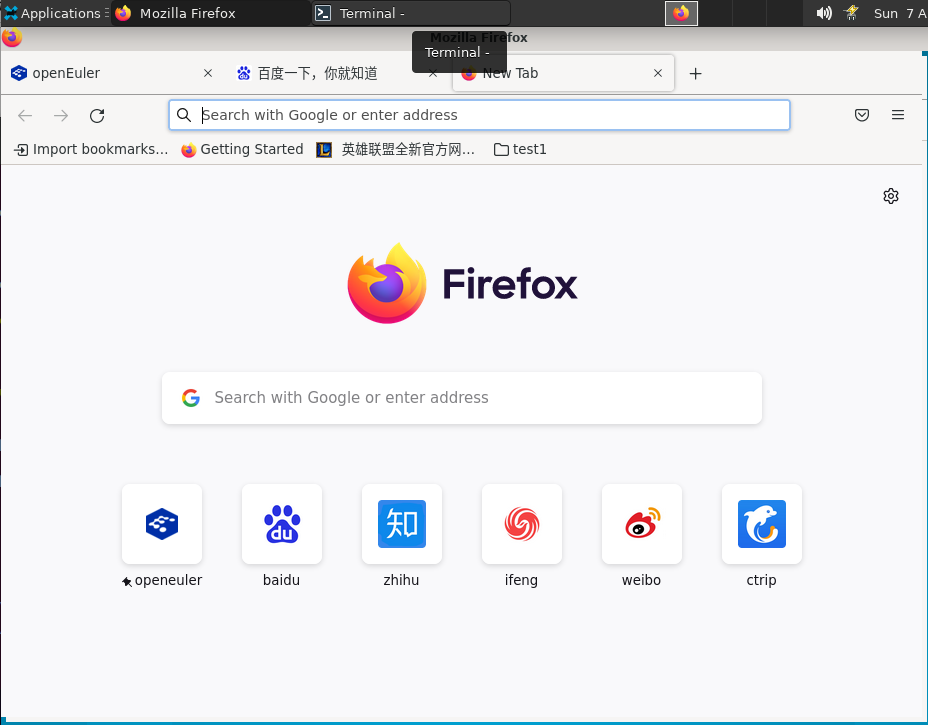 Applications
Mozilla Firefox
Terminal -
Sun 7 A
Mozilla Firefox
Terminal -
openEuler
百度一下，你就知道
New Tab
Search with Google or enter address
Import bookmarks...
Getting Started
英雄联盟全新官方网...
test1
Firefox
Search with Google or enter address
知
du
openeuler
baidu
zhihu
ifeng
weibo
ctrip